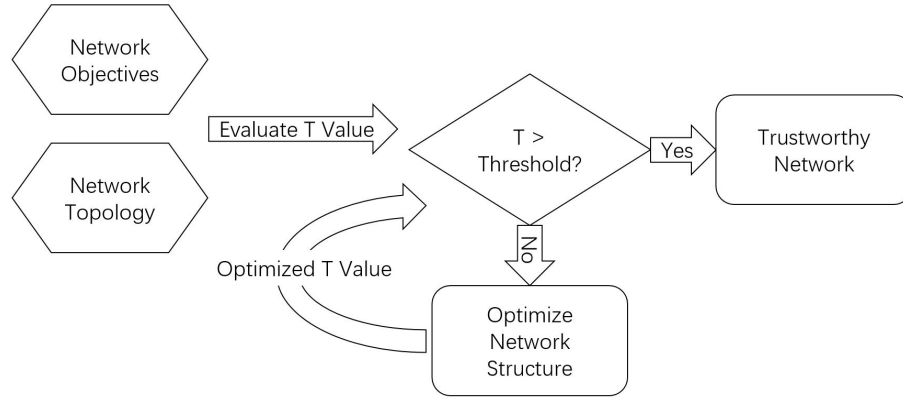 Network
Objectives
Evaluate T Value
T >
Threshold?
Yes
Trustworthy
Network
Network
Topology
No
Optimized T Value
Optimize
Network
Structure